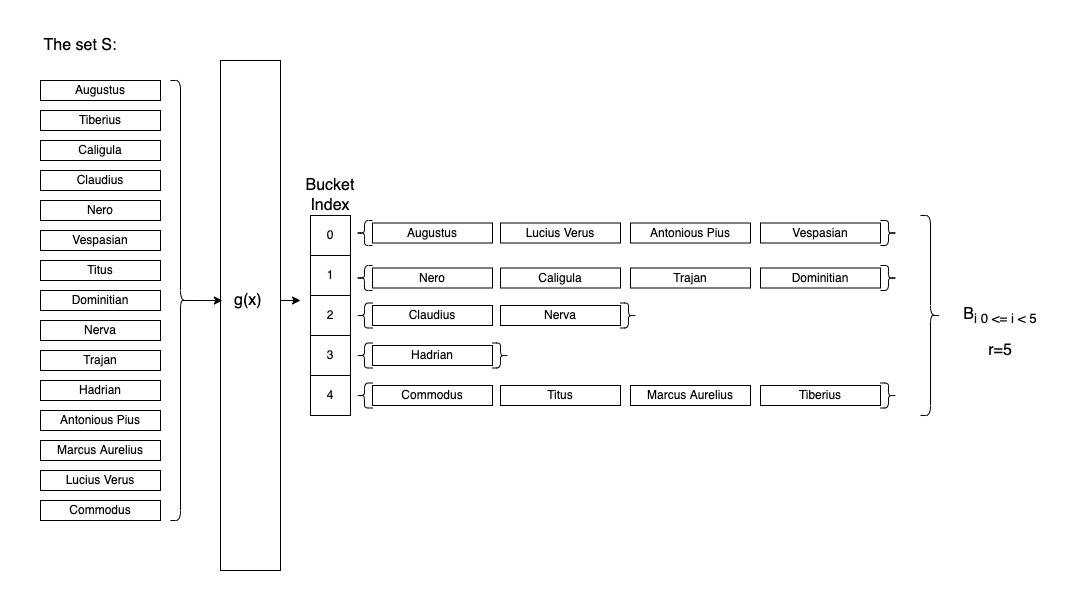 The set S:
Augustus
Tiberius
Caligula
Claudius
Nero
Vespasian
Titus
Dominitian
Nerva
Trajan
Hadrian
Antonious Pius
Marcus Aurelius
Lucius Verus
Commodus
g(x)
Bucket
Index
0 Augustus Lucius Verus Antonious Pius Vespasian
1 Nero Caligula Trajan Dominitian
2 Claudius Nerva
3 Hadrian
4 Commodus Titus Marcus Aurelius Tiberius
Bi 0 <= i < 5
r=5